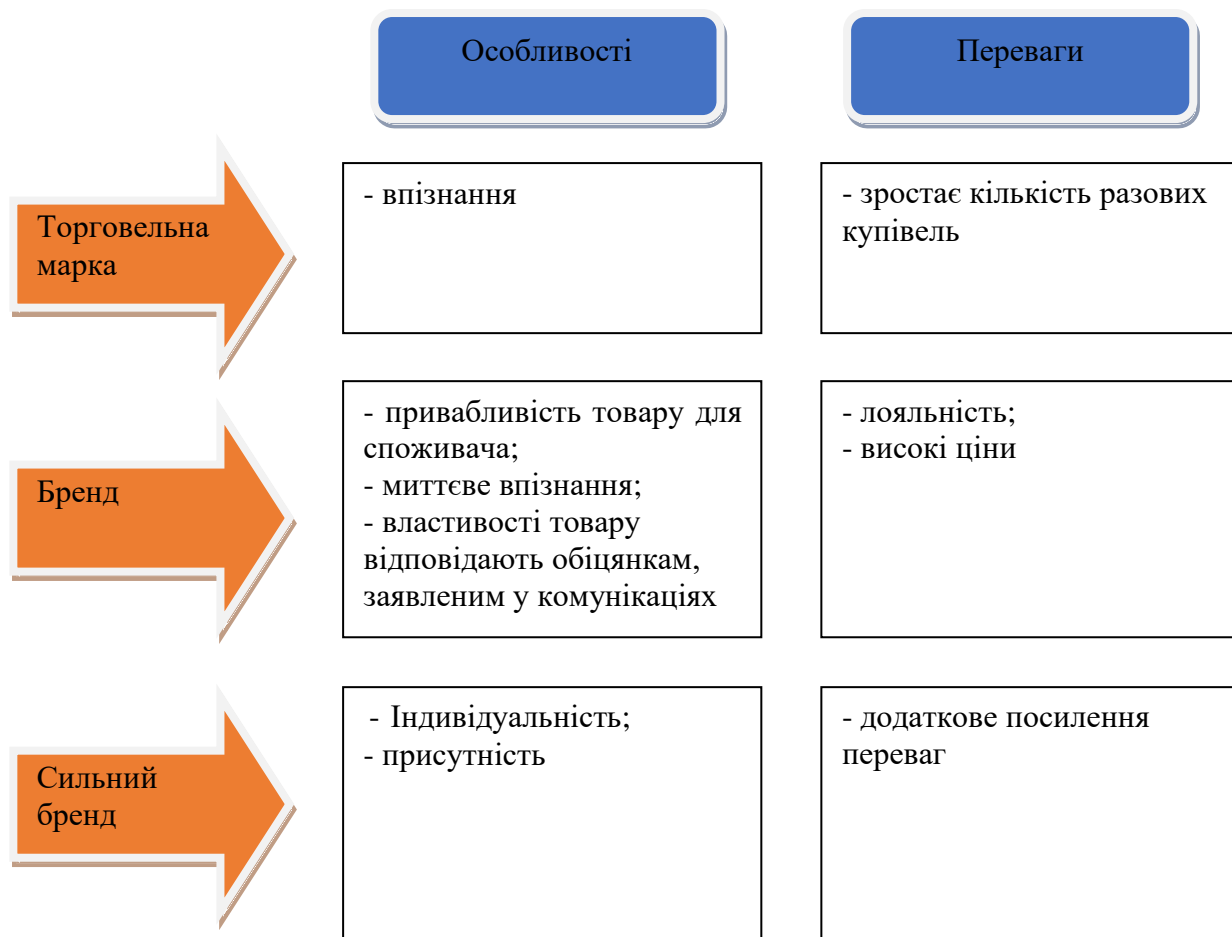 Особливості
Переваги
Торговельна
марка
- впізнання
- зростає кількість разових
купівель
Бренд
- привабливість товару для
споживача;
- миттєве впізнання;
- властивості товару
відповідають обіцянкам,
заявленим у комунікаціях
- лояльність;
- високі ціни
Сильний
бренд
- Індивідуальність;
- присутність
- додаткове посилення
переваг